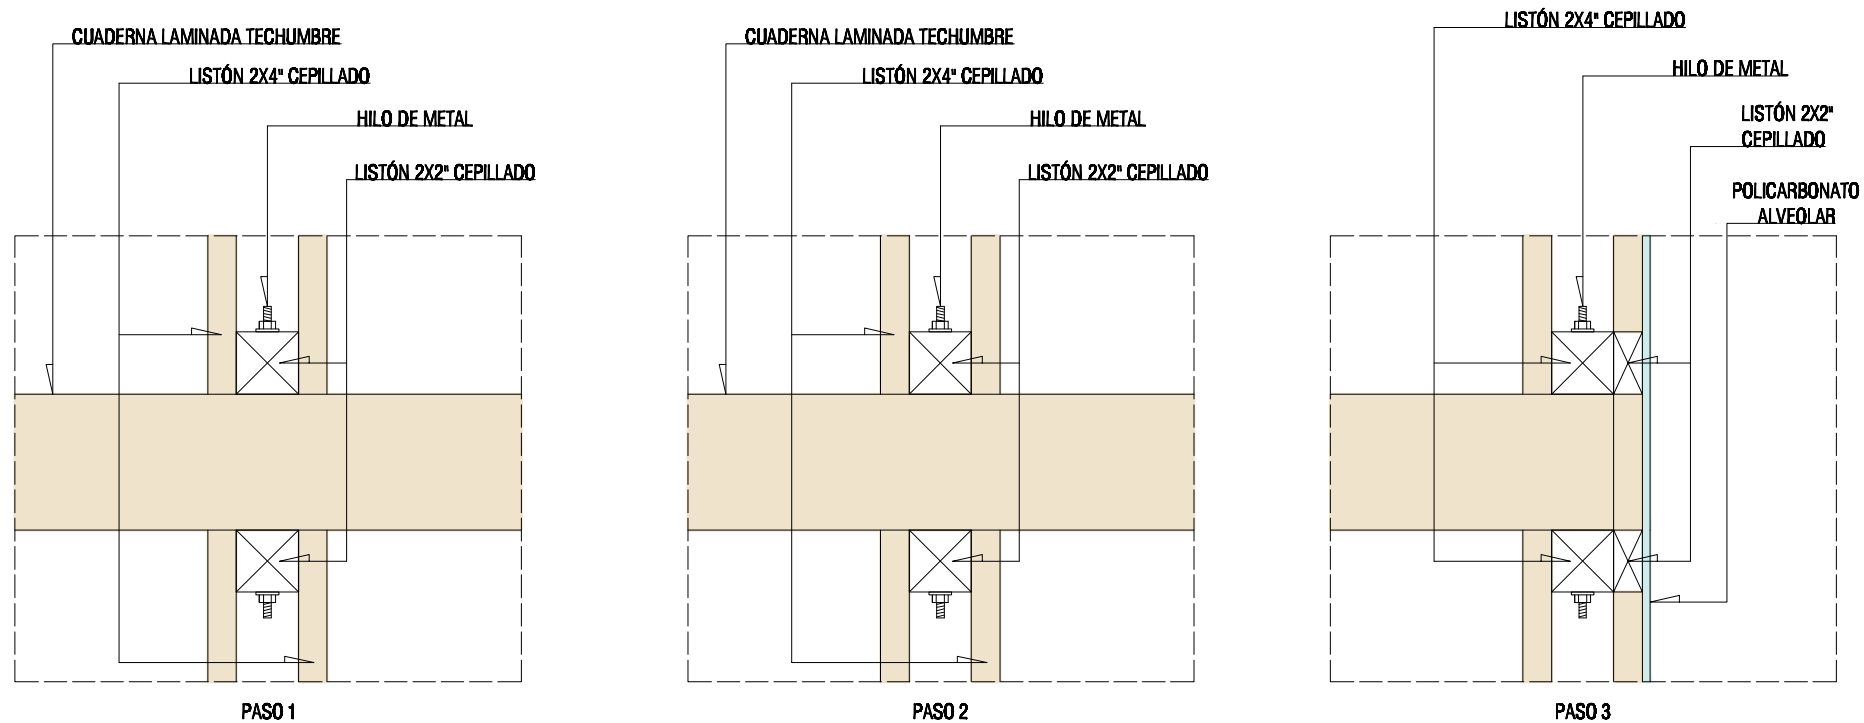 CUADERNA LAMINADA TECHUMBRE
LISTÓN 2X4" CEPILLADO
HILO DE METAL
LISTÓN 2X2" CEPILLADO
PASO 1
CUADERNA LAMINADA TECHUMBRE
LISTÓN 2X4" CEPILLADO
HILO DE METAL
LISTÓN 2X2" CEPILLADO
PASO 2
LISTÓN 2X4" CEPILLADO
HILO DE METAL
LISTÓN 2X2"
CEPILLADO
POLICARBONATO
ALVEOLAR
PASO 3